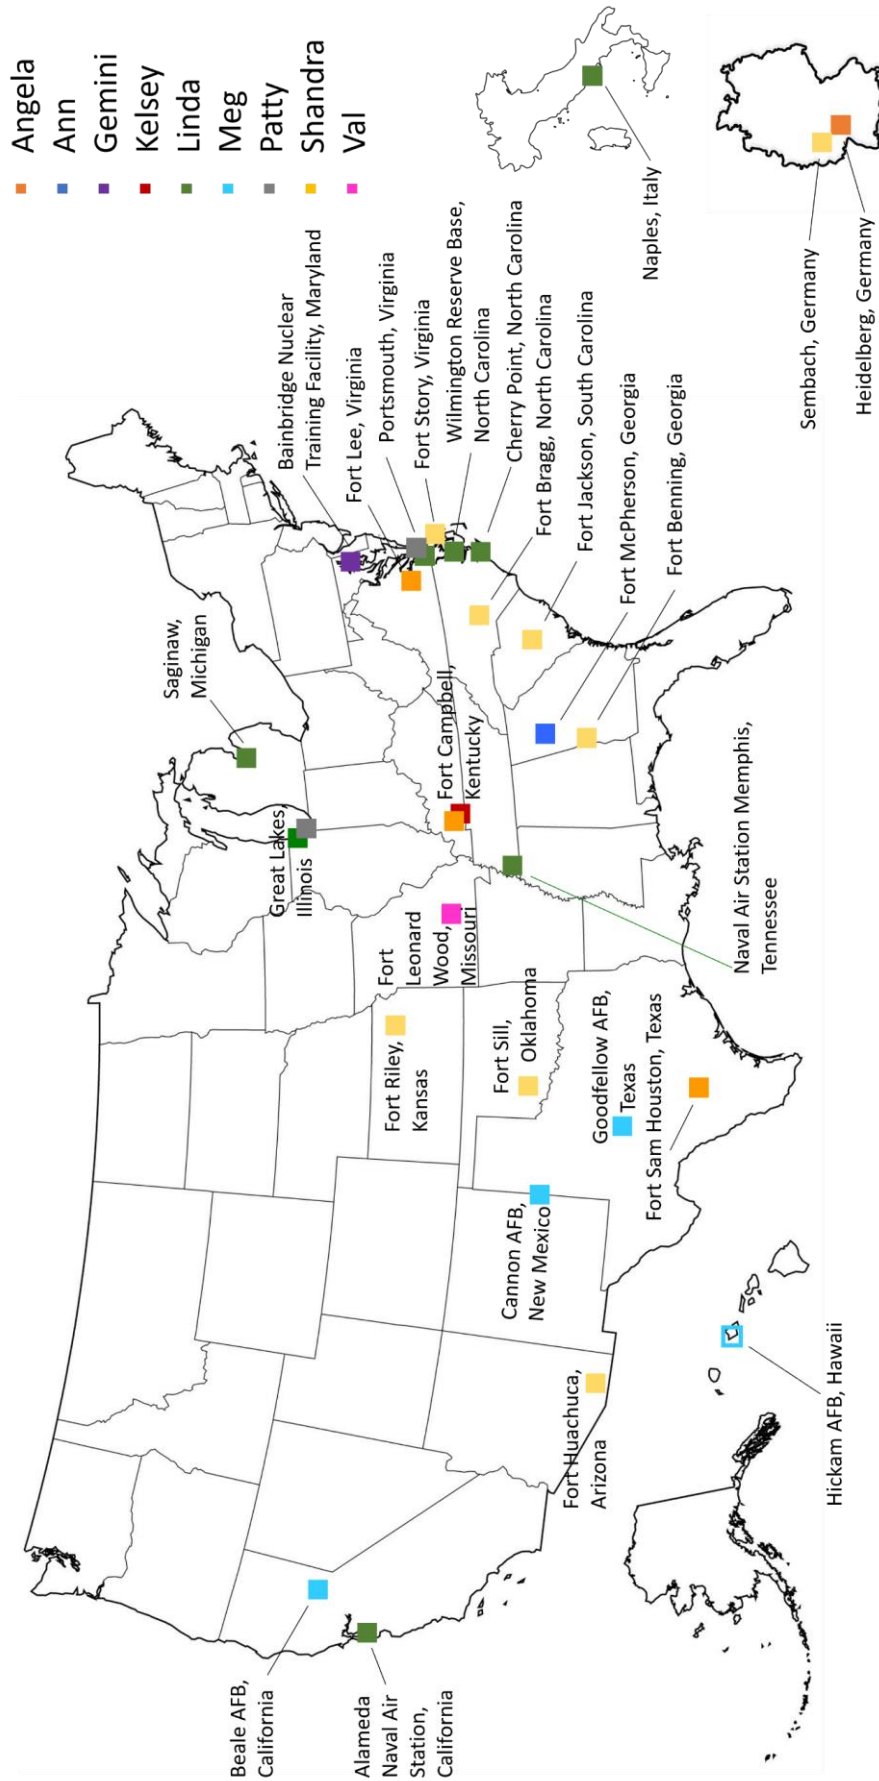 Angela
Ann
Gemini
Kelsey
Linda
Meg
Patty
Shandra
Val
Saginaw,
Michigan
Bainbridge Nuclear
Training Facility, Maryland
Fort Lee, Virginia
Portsmouth, Virginia
Fort Story, Virginia
Wilmington Reserve Base,
North Carolina
Cherry Point, North Carolina
Fort Bragg, North Carolina
Fort Jackson, South Carolina
Fort McPherson, Georgia
Fort Benning, Georgia
Naples, Italy
Sembach, Germany
Heidelberg, Germany
Great Lakes
Illinois
Fort Campbell,
Kentucky
Fort
Leonard
Wood,
Missouri
Naval Air Station Memphis,
Tennessee
Fort Riley,
Kansas
Fort Sill,
Oklahoma
Goodfellow AFB,
Texas
Fort Sam Houston, Texas
Cannon AFB,
New Mexico
Fort Huachuca,
Arizona
Beale AFB,
California
Alameda
Naval Air
Station,
California
Hickam AFB, Hawaii